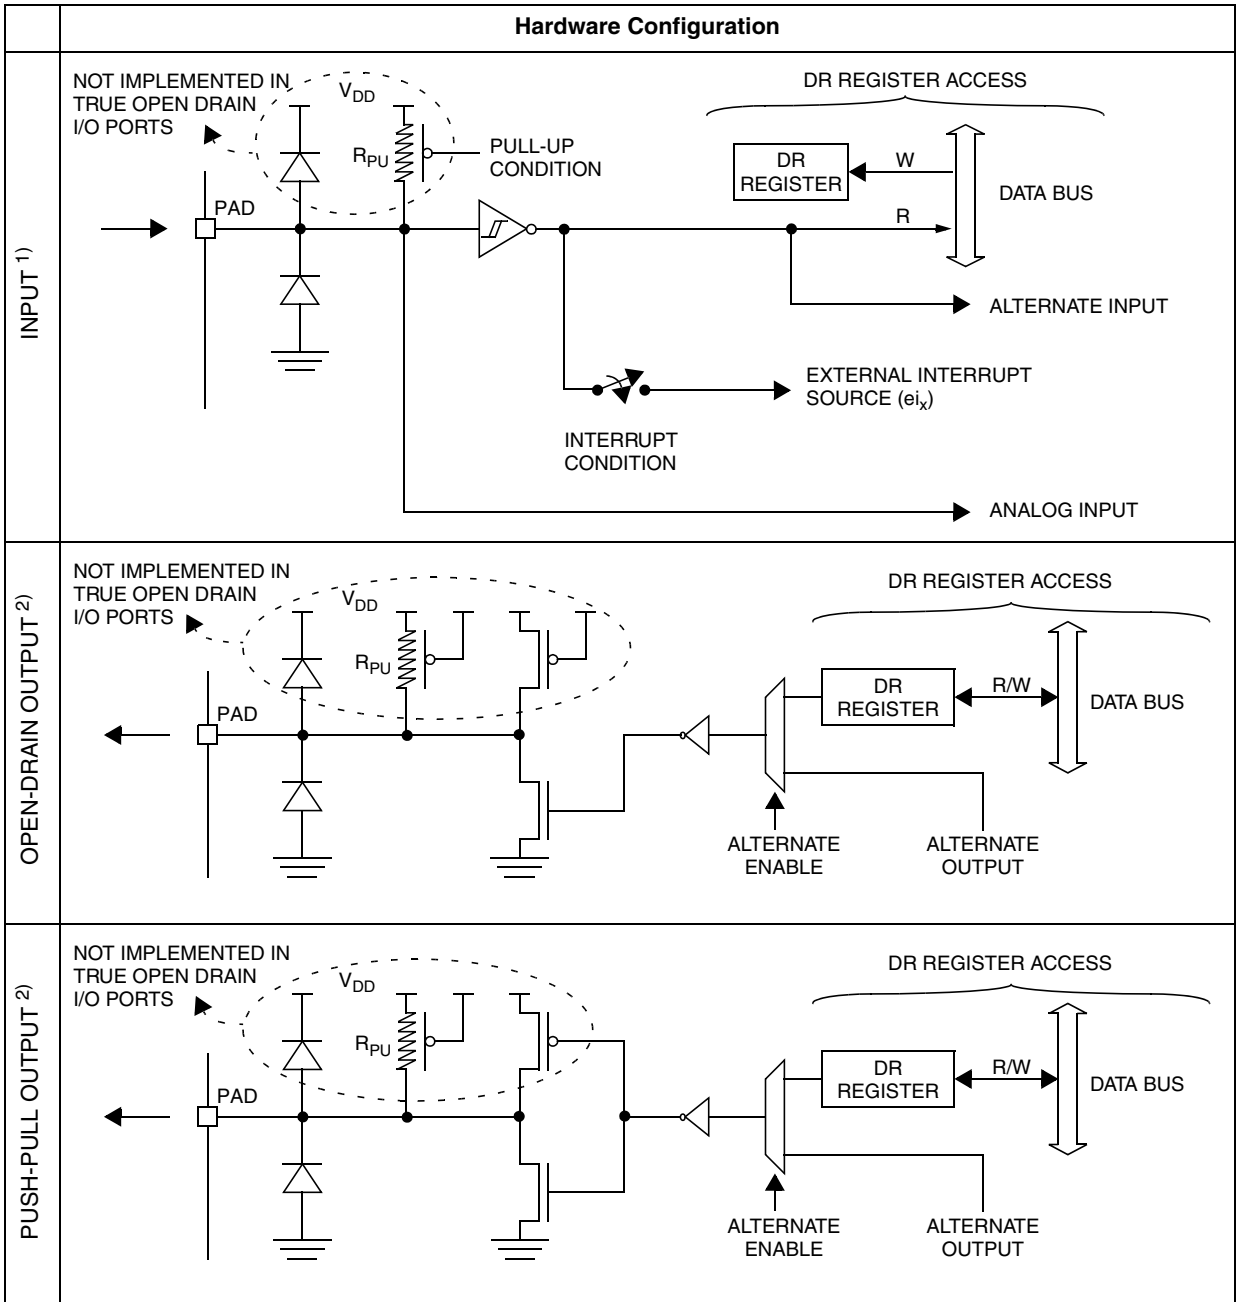 Hardware Configuration
INPUT 1)
NOT IMPLEMENTED IN
TRUE OPEN DRAIN
I/O PORTS
VDD
RPU
PULL-UP
CONDITION
PAD
DR REGISTER ACCESS
DR
REGISTER
W
R
DATA BUS
ALTERNATE INPUT
EXTERNAL INTERRUPT
SOURCE (eix)
INTERRUPT
CONDITION
ANALOG INPUT
OPEN-DRAIN OUTPUT 2)
NOT IMPLEMENTED IN
TRUE OPEN DRAIN
I/O PORTS
VDD
RPU
PAD
DR REGISTER ACCESS
DR
REGISTER
R/W
DATA BUS
ALTERNATE
ENABLE
ALTERNATE
OUTPUT
PUSH-PULL OUTPUT 2)
NOT IMPLEMENTED IN
TRUE OPEN DRAIN
I/O PORTS
VDD
RPU
PAD
DR REGISTER ACCESS
DR
REGISTER
R/W
DATA BUS
ALTERNATE
ENABLE
ALTERNATE
OUTPUT